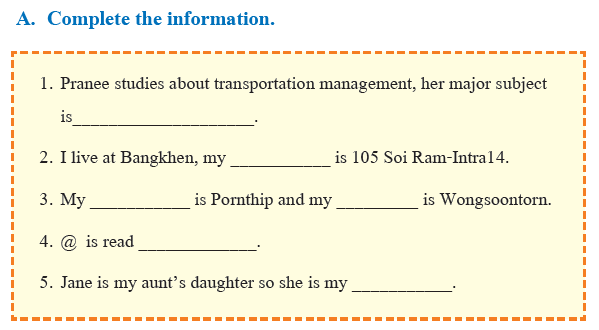 A. Complete the information.
1. Pranee studies about transportation management, her major subject
is____________________.
2. I live at Bangkhen, my ___________ is 105 Soi Ram-Intra14.
3. My ___________ is Pornthip and my _________ is Wongsoontorn.
4. @ is read _____________.
5. Jane is my aunt’s daughter so she is my ___________.